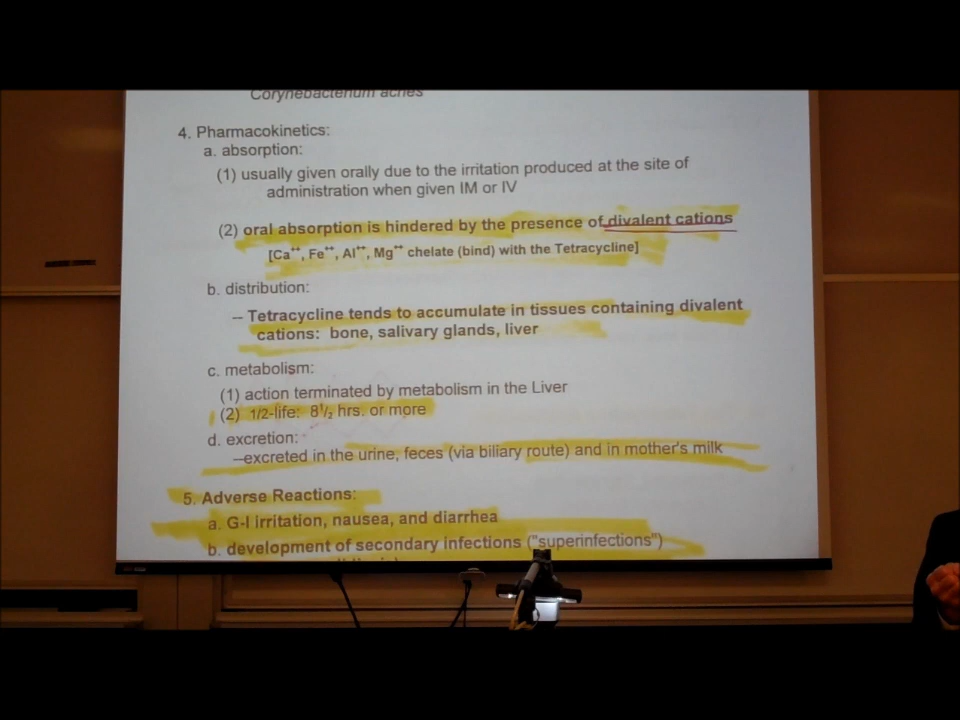 Corynebacterium acnes
4. Pharmacokinetics:
a. absorption:
(1) usually given orally due to the irritation produced at the site of
administration when given IM or IV
(2) oral absorption is hindered by the presence of divalent cations
[Ca⁺⁺, Fe⁺⁺, Al⁺⁺, Mg⁺⁺ chelate (bind) with the Tetracycline]
b. distribution:
-- Tetracycline tends to accumulate in tissues containing divalent
cations: bone, salivary glands, liver
c. metabolism:
(1) action terminated by metabolism in the Liver
(2) 1/2-life: 8½ hrs. or more
d. excretion:
--excreted in the urine, feces (via biliary route) and in mother's milk
5. Adverse Reactions:
a. G-I irritation, nausea, and diarrhea
b. development of secondary infections ("superinfections")